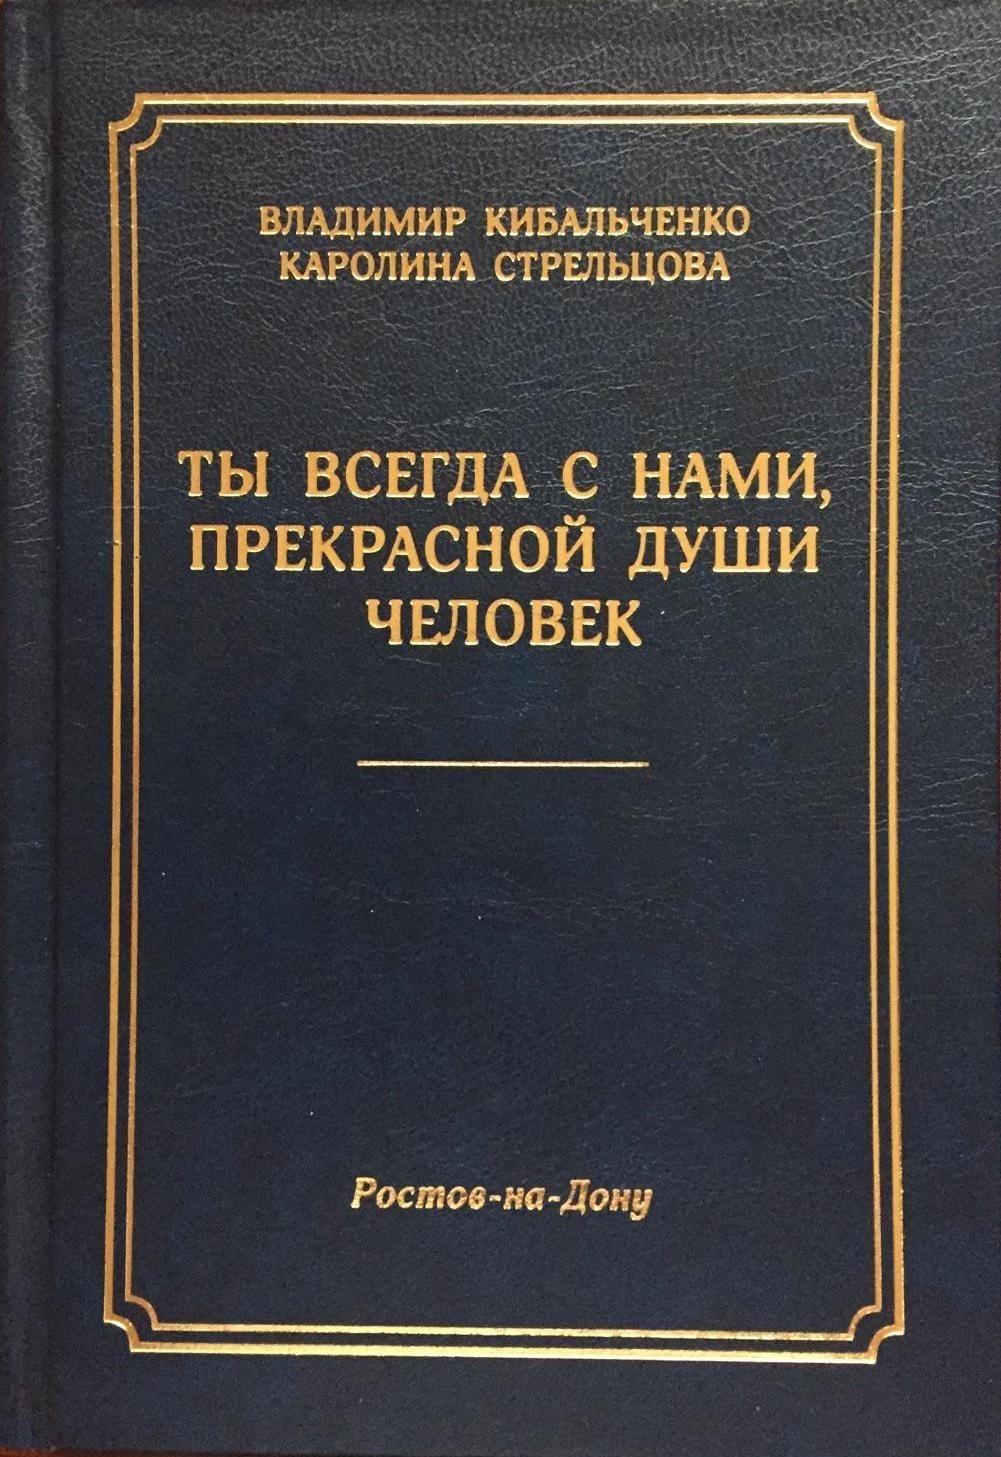 ВЛАДИМИР КИБАЛЬЧЕНКО
КАРОЛИНА СТРЕЛЬЦОВА
ТЫ ВСЕГДА С НАМИ,
ПРЕКРАСНОЙ ДУШИ
ЧЕЛОВЕК
Ростов-на-Дону